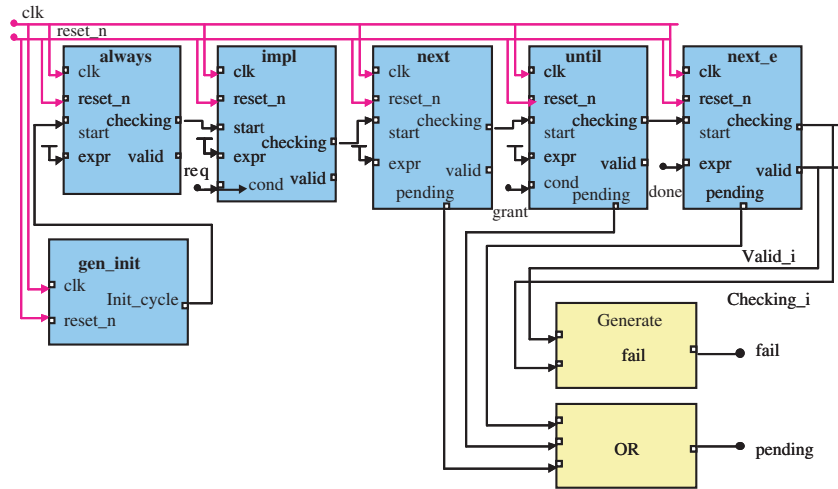 clk
reset_n
always
clk
reset_n
start
checking
expr
valid
impl
clk
reset_n
start
checking
expr
valid
cond
req
next
clk
reset_n
checking
start
expr
valid
pending
until
clk
reset_n
checking
start
expr
valid
cond
pending
grant
next_e
clk
reset_n
checking
start
expr
valid
pending
done
gen_init
clk
Init_cycle
reset_n
Valid_i
Checking_i
Generate
fail
fail
OR
pending